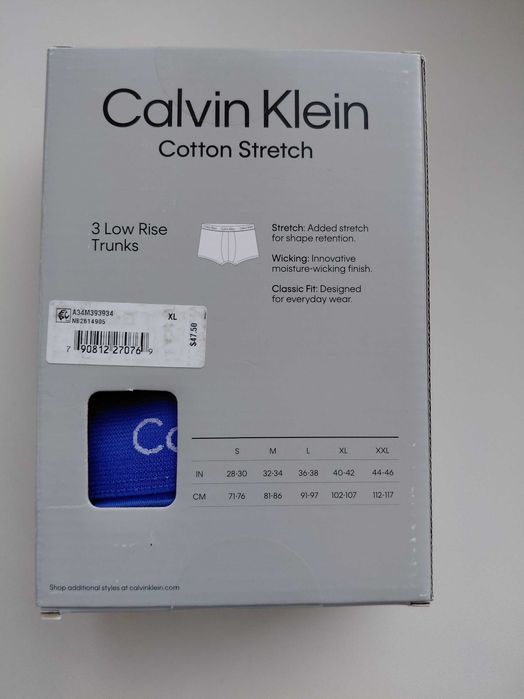 Calvin Klein
Cotton Stretch
3 Low Rise
Trunks
Stretch: Added stretch
for shape retention.
Wicking: Innovative
moisture-wicking finish.
Classic Fit: Designed
for everyday wear.
A34M393934
NB2614905
XL
$47.50
7 90812 27076 9
S M L XL XXL
IN 28-30 32-34 36-38 40-42 44-46
CM 71-76 81-86 91-97 102-107 112-117
Shop additional styles at calvinklein.com